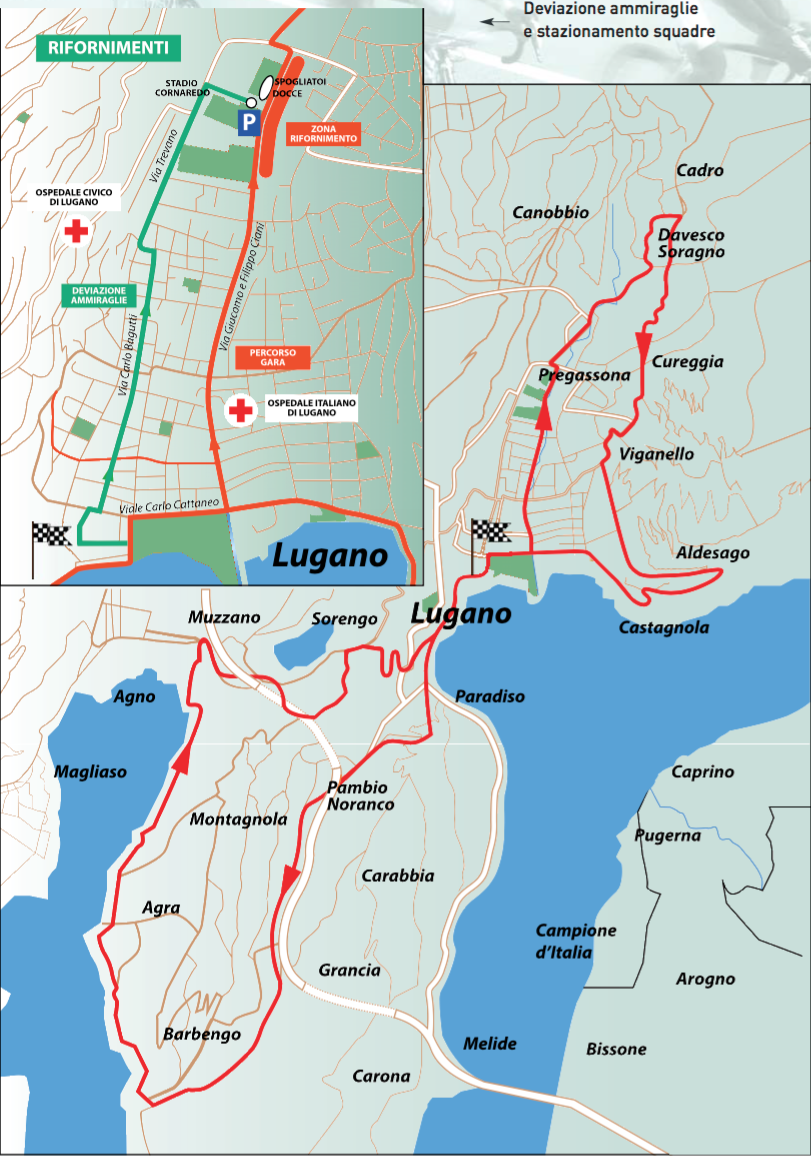 Deviazione ammiraglie
e stazionamento squadre
RIFORNIMENTI
STADIO
CORNAREDO
SPOGLIATOI
DOCCE
P
ZONA
RIFORNIMENTO
Via Trevano
OSPEDALE CIVICO
DI LUGANO
DEVIAZIONE
AMMIRAGLIE
Via Carlo Bagutti
Via Giacomo e Filippo Ciani
PERCORSO
GARA
OSPEDALE ITALIANO
DI LUGANO
Viale Carlo Cattaneo
Lugano
Cadro
Canobbio
Davesco
Soragno
Cureggia
Pregassona
Viganello
Aldesago
Castagnola
Lugano
Muzzano
Sorengo
Agno
Paradiso
Magliaso
Caprino
Pambio
Noranco
Montagnola
Pugerna
Carabbia
Agra
Campione
d'Italia
Grancia
Arogno
Barbengo
Melide
Bissone
Carona